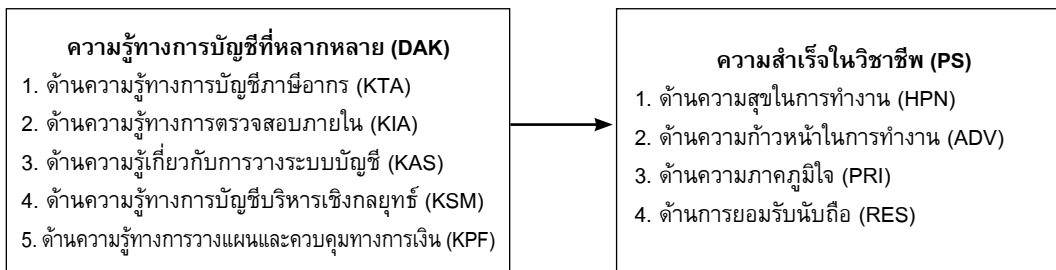 ความรู้ทางการบัญชีที่หลากหลาย (DAK)
1. ด้านความรู้ทางการบัญชีภาษีอากร (KTA)
2. ด้านความรู้ทางการตรวจสอบภายใน (KIA)
3. ด้านความรู้เกี่ยวกับการวางระบบบัญชี (KAS)
4. ด้านความรู้ทางการบัญชีบริหารเชิงกลยุทธ์ (KSM)
5. ด้านความรู้ทางการวางแผนและควบคุมทางการเงิน (KPF)
ความสำเร็จในวิชาชีพ (PS)
1. ด้านความสุขในการทำงาน (HPN)
2. ด้านความก้าวหน้าในการทำงาน (ADV)
3. ด้านความภาคภูมิใจ (PRI)
4. ด้านการยอมรับนับถือ (RES)